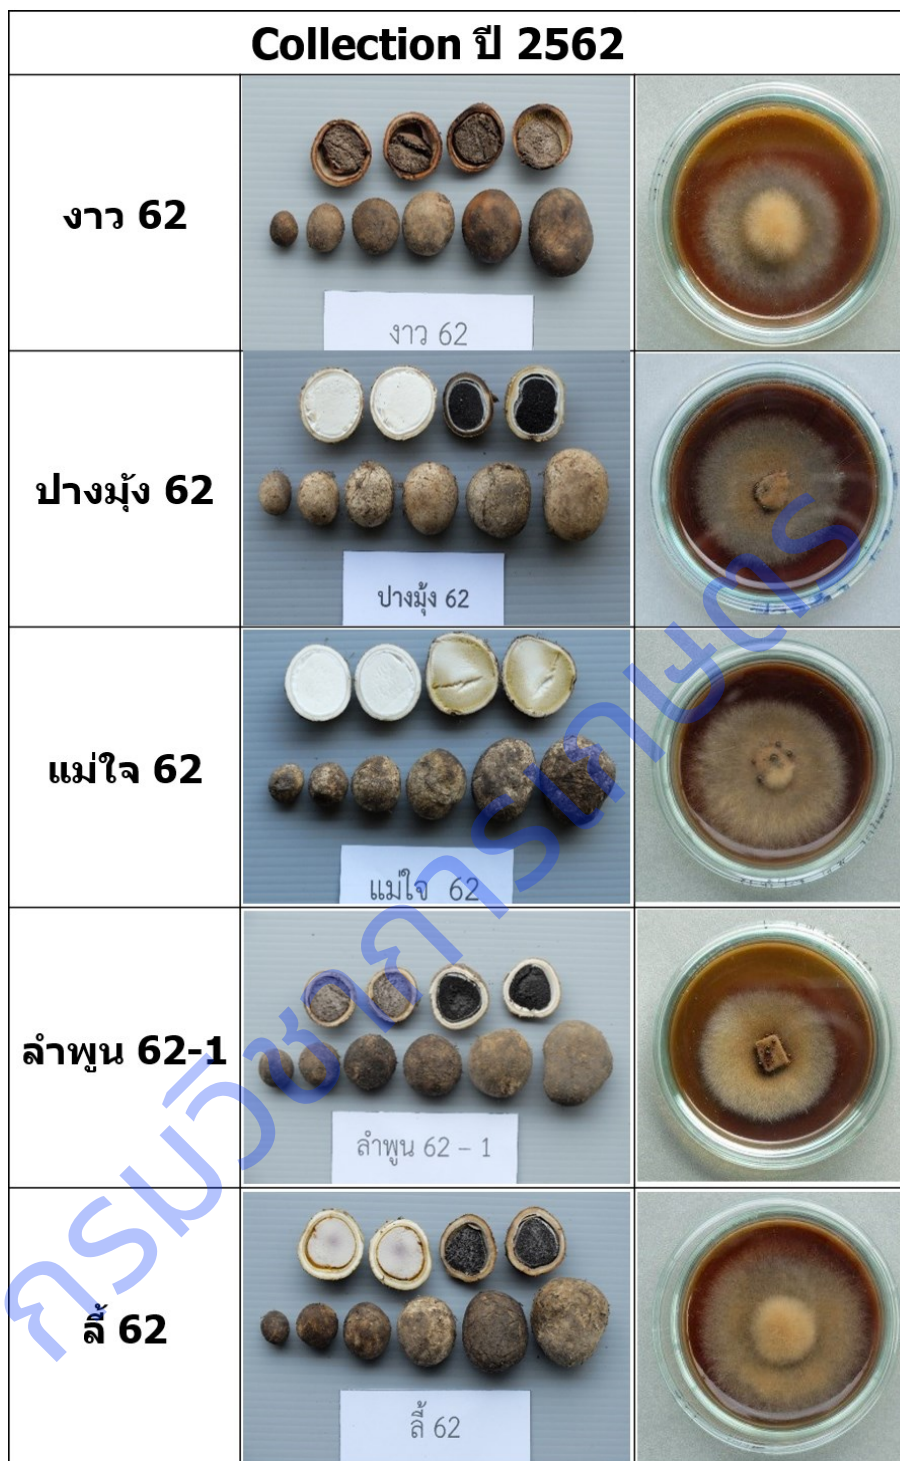 Collection ปี 2562
งาว 62
งาว 62
ปางมุ้ง 62
ปางมุ้ง 62
แม่ใจ 62
แม่ใจ 62
ลำพูน 62-1
ลำพูน 62 - 1
ลี้ 62
ลี้ 62
กรมวิชาการเกษตร